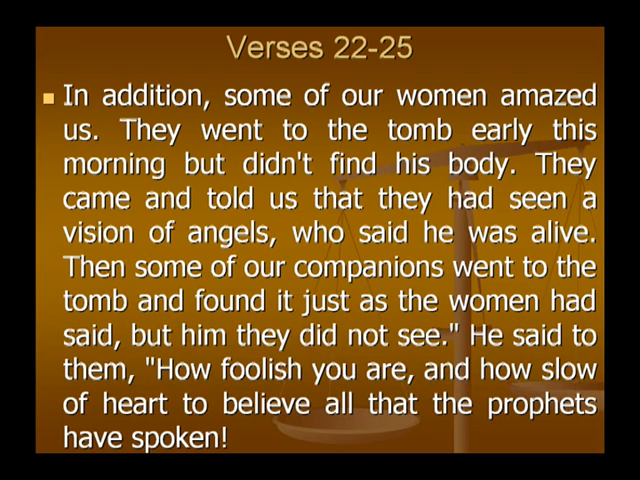 Verses 22-25
In addition, some of our women amazed
us. They went to the tomb early this
morning but didn't find his body. They
came and told us that they had seen a
vision of angels, who said he was alive.
Then some of our companions went to the
tomb and found it just as the women had
said, but him they did not see." He said to
them, "How foolish you are, and how slow
of heart to believe all that the prophets
have spoken!